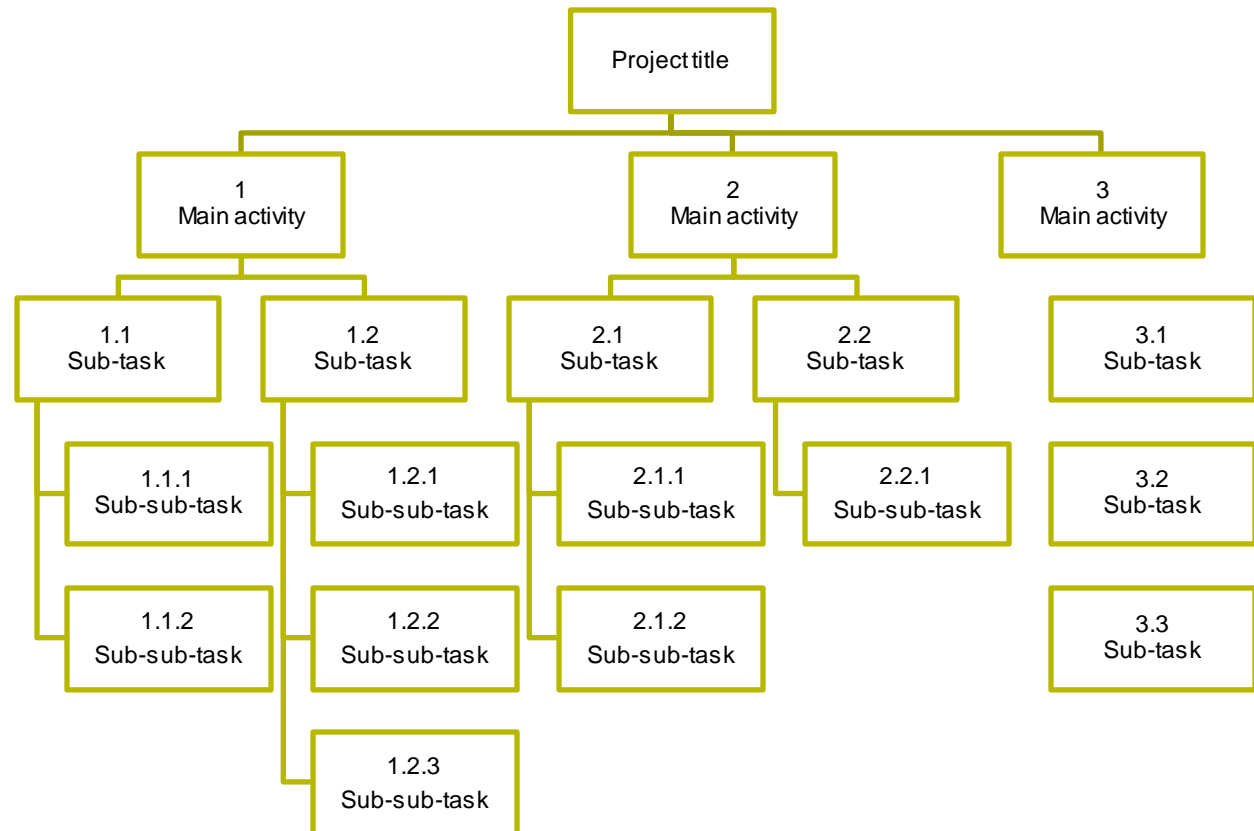 Project title
1
Main activity
2
Main activity
3
Main activity
1.1
Sub-task
1.2
Sub-task
2.1
Sub-task
2.2
Sub-task
3.1
Sub-task
1.1.1
Sub-sub-task
1.2.1
Sub-sub-task
2.1.1
Sub-sub-task
2.2.1
Sub-sub-task
3.2
Sub-task
1.1.2
Sub-sub-task
1.2.2
Sub-sub-task
2.1.2
Sub-sub-task
3.3
Sub-task
1.2.3
Sub-sub-task